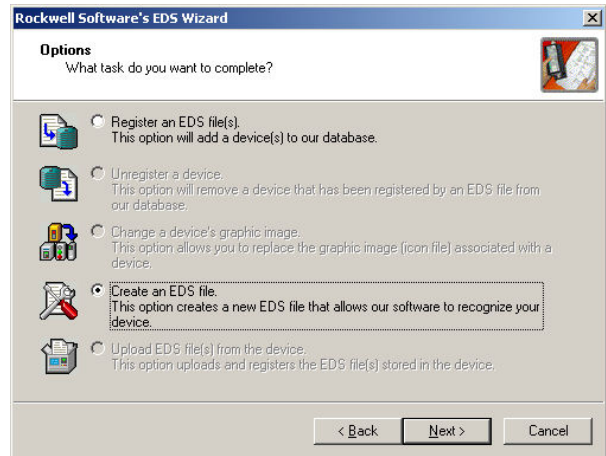 Rockwell Software's EDS Wizard
Options
What task do you want to complete?
Register an EDS file(s).
This option will add a device(s) to our database.
Unregister a device.
This option will remove a device that has been registered by an EDS file from
our database.
Change a device's graphic image.
This option allows you to replace the graphic image (icon file) associated with a
device.
Create an EDS file.
This option creates a new EDS file that allows our software to recognize your
device.
Upload EDS file(s) from the device.
This option uploads and registers the EDS file(s) stored in the device.
< Back
Next >
Cancel